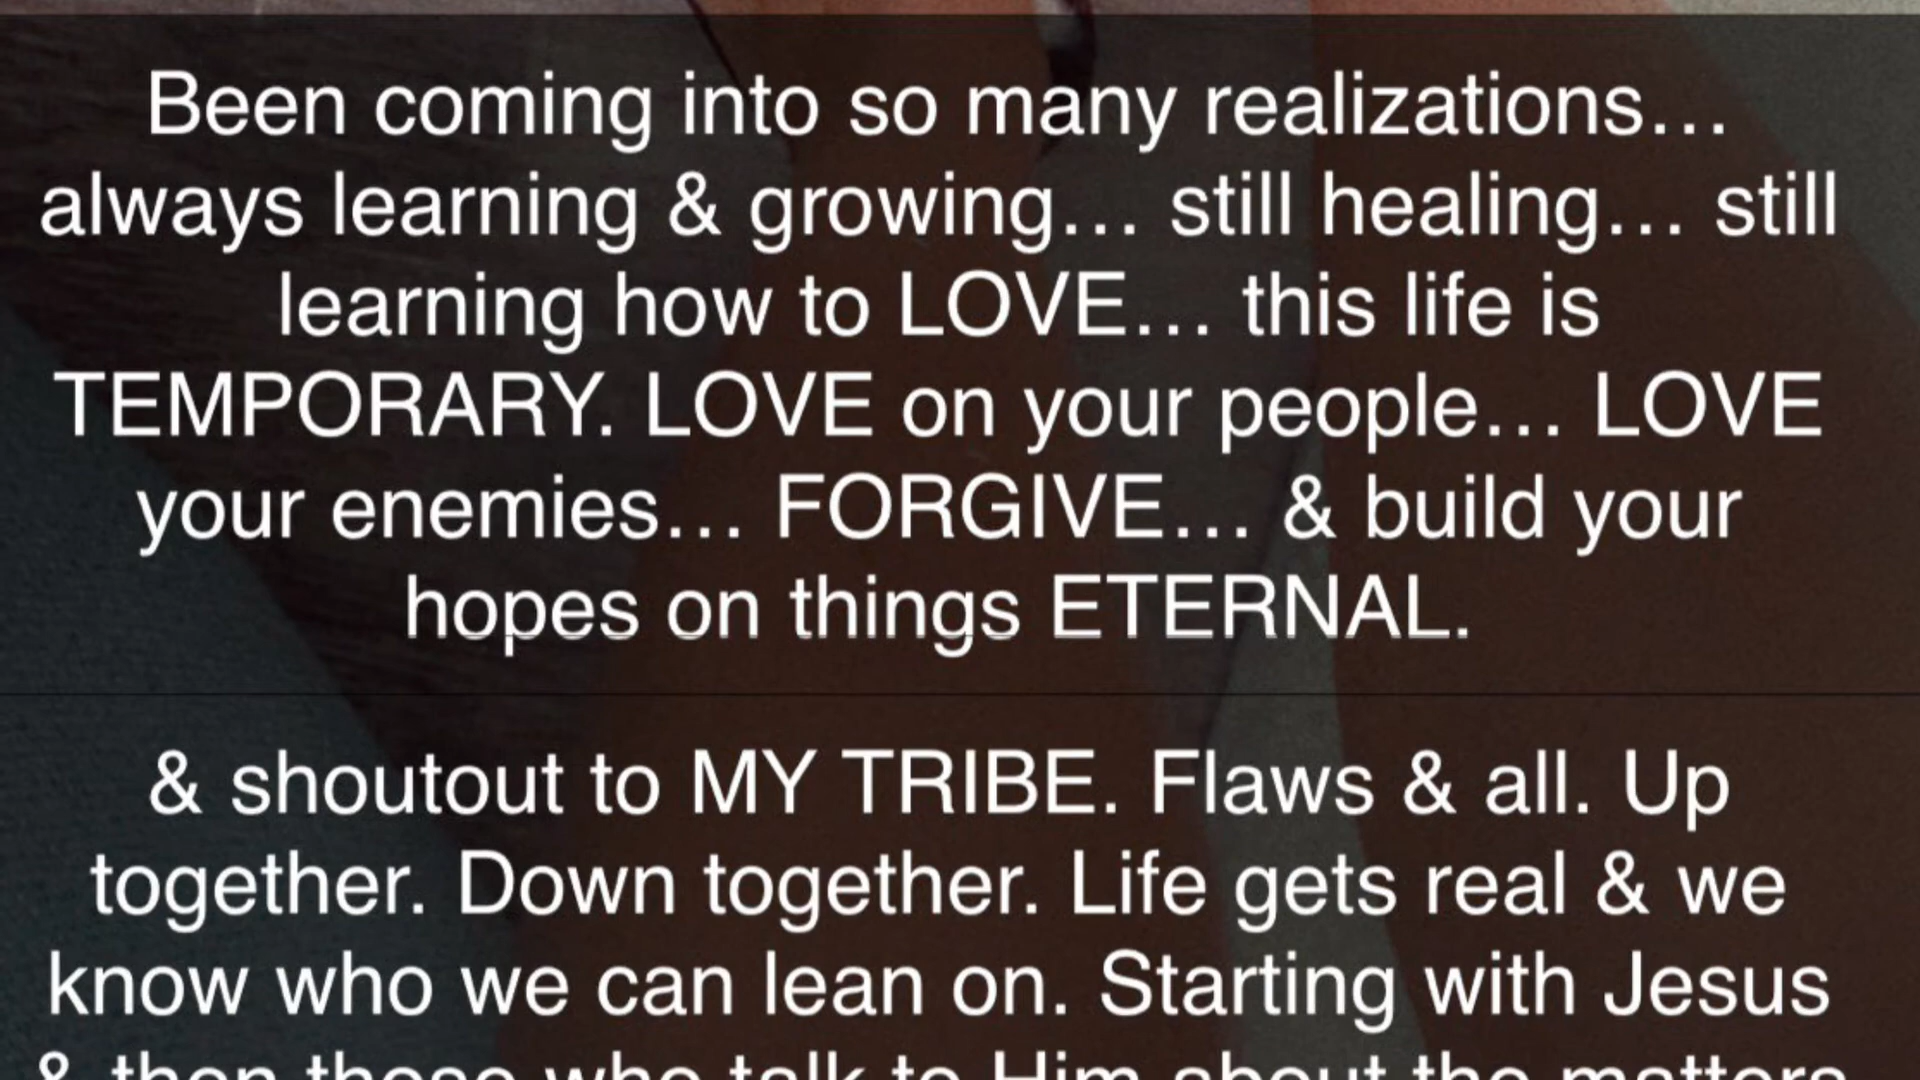 Been coming into so many realizations…
always learning & growing… still healing… still
learning how to LOVE… this life is
TEMPORARY. LOVE on your people… LOVE
your enemies… FORGIVE… & build your
hopes on things ETERNAL.
& shoutout to MY TRIBE. Flaws & all. Up
together. Down together. Life gets real & we
know who we can lean on. Starting with Jesus
& then those who talk to Him about the matters